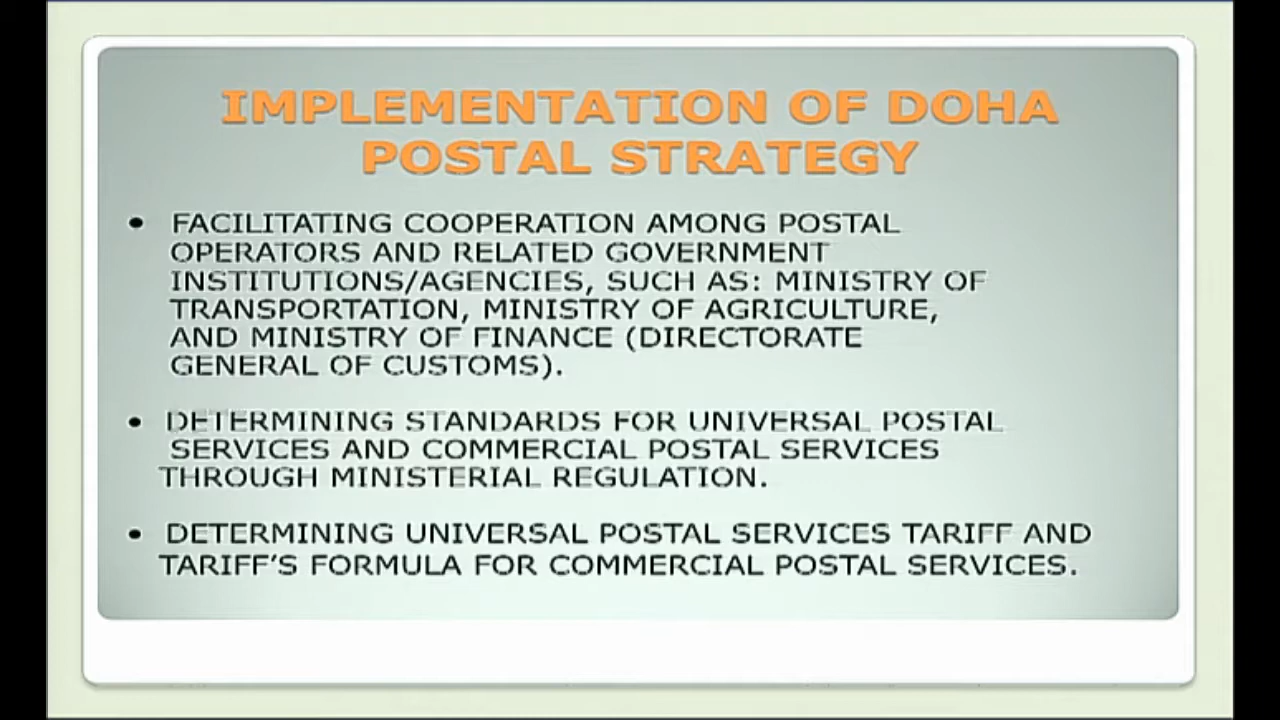 IMPLEMENTATION OF DOHA
POSTAL STRATEGY
• FACILITATING COOPERATION AMONG POSTAL
OPERATORS AND RELATED GOVERNMENT
INSTITUTIONS/AGENCIES, SUCH AS: MINISTRY OF
TRANSPORTATION, MINISTRY OF AGRICULTURE,
AND MINISTRY OF FINANCE (DIRECTORATE
GENERAL OF CUSTOMS).
• DETERMINING STANDARDS FOR UNIVERSAL POSTAL
SERVICES AND COMMERCIAL POSTAL SERVICES
THROUGH MINISTERIAL REGULATION.
• DETERMINING UNIVERSAL POSTAL SERVICES TARIFF AND
TARIFF’S FORMULA FOR COMMERCIAL POSTAL SERVICES.